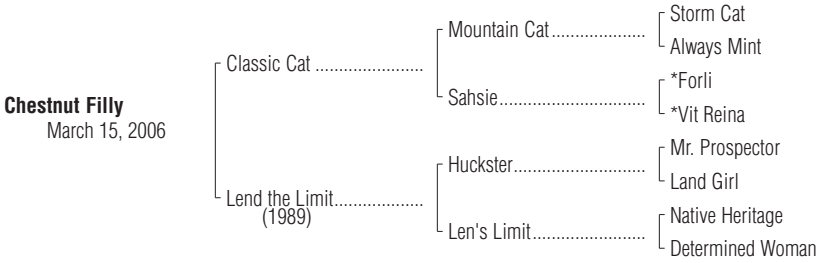 Storm Cat
Mountain Cat....................
Always Mint
Classic Cat .......................
*Forli
Sahsie...............................
*Vit Reina
Chestnut Filly
March 15, 2006
Mr. Prospector
Huckster............................
Land Girl
Lend the Limit...................
(1989)
Native Heritage
Len's Limit........................
Determined Woman